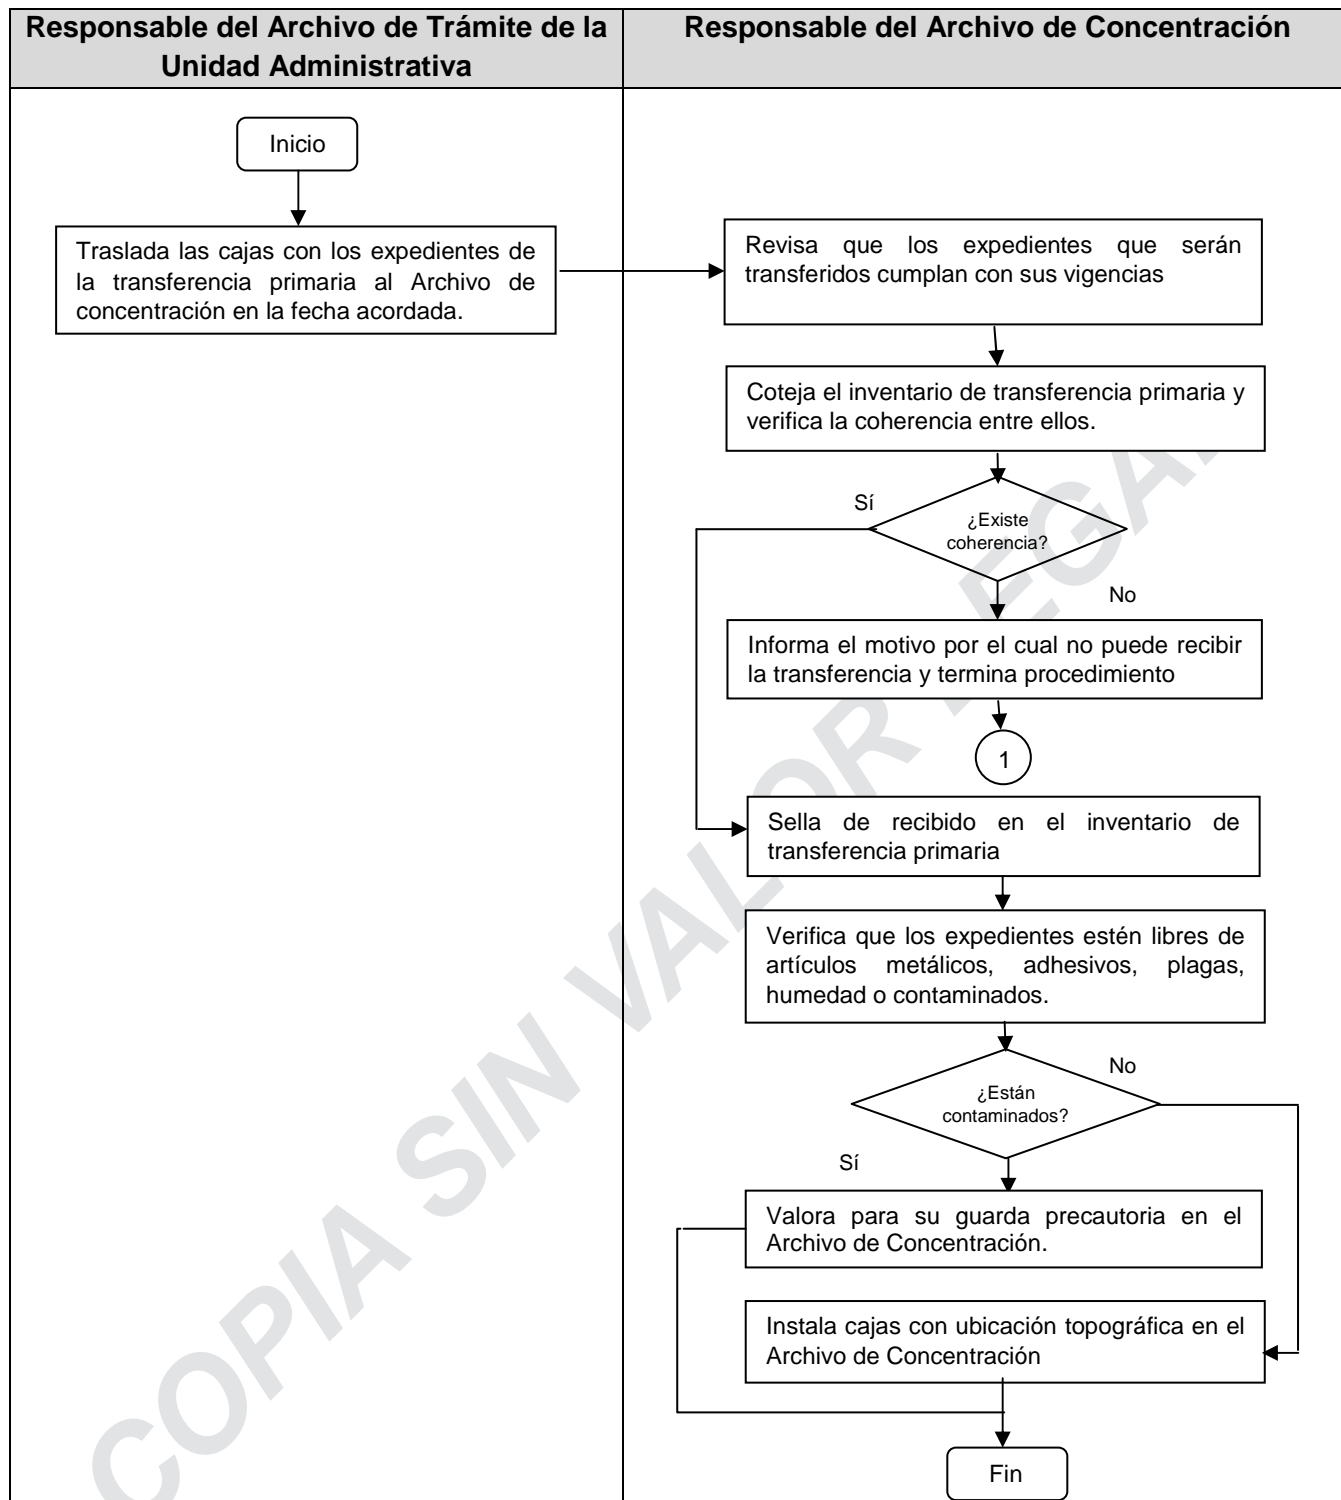 Responsable del Archivo de Trámite de la
Unidad Administrativa
Responsable del Archivo de Concentración
Inicio
Traslada las cajas con los expedientes de
la transferencia primaria al Archivo de
concentración en la fecha acordada.
Revisa que los expedientes que serán
transferidos cumplan con sus vigencias
Coteja el inventario de transferencia primaria y
verifica la coherencia entre ellos.
Sí
¿Existe
coherencia?
No
Informa el motivo por el cual no puede recibir
la transferencia y termina procedimiento
1
Sella de recibido en el inventario de
transferencia primaria
Verifica que los expedientes estén libres de
artículos metálicos, adhesivos, plagas,
humedad o contaminados.
No
¿Están
contaminados?
Sí
Valora para su guarda precautoria en el
Archivo de Concentración.
Instala cajas con ubicación topográfica en el
Archivo de Concentración
Fin
COPIA SIN VALOR LEGAL